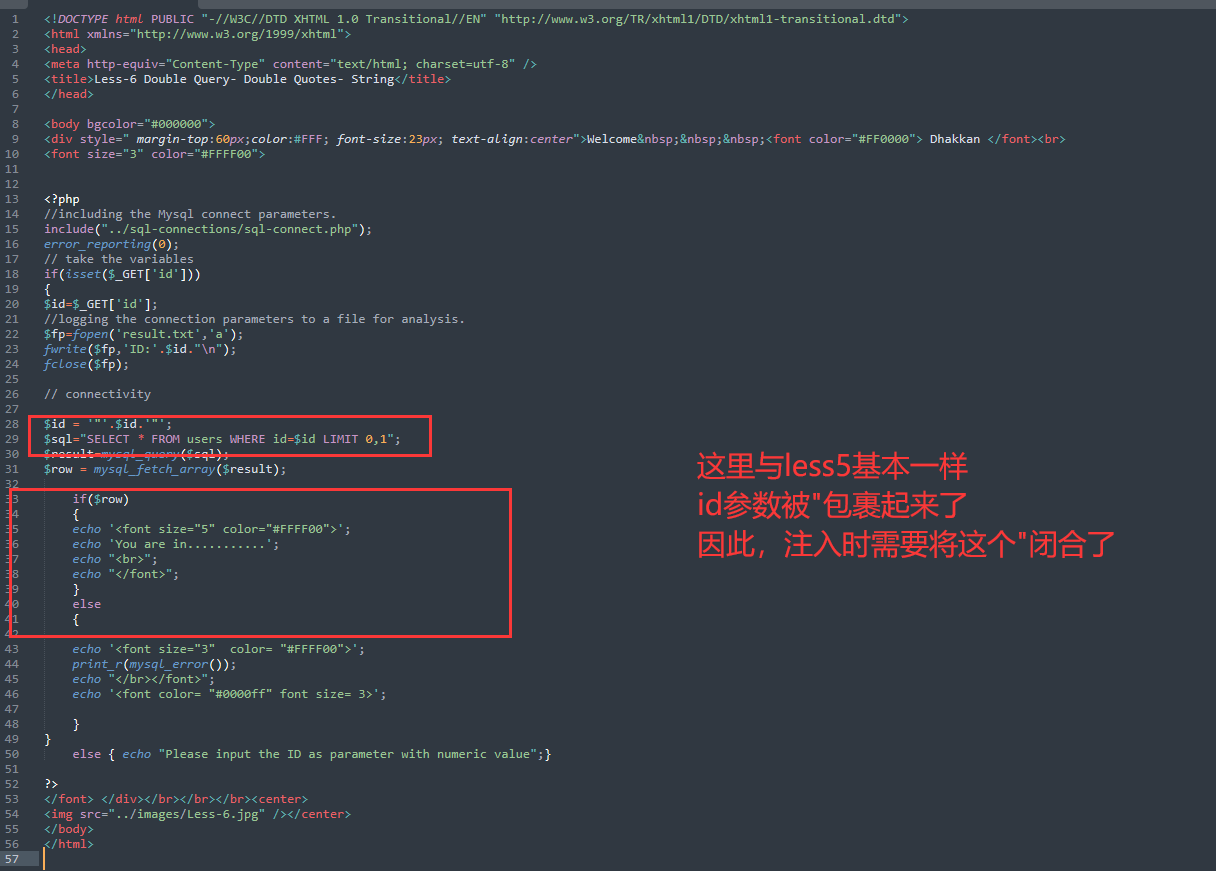 1 <!DOCTYPE html PUBLIC "-//W3C//DTD XHTML 1.0 Transitional//EN" "http://www.w3.org/TR/xhtml1/DTD/xhtml1-transitional.dtd">
2 <html xmlns="http://www.w3.org/1999/xhtml">
3 <head>
4 <meta http-equiv="Content-Type" content="text/html; charset=utf-8" />
5 <title>Less-6 Double Query- Double Quotes- String</title>
6 </head>
7
8 <body bgcolor="#000000">
9 <div style=" margin-top:60px;color:#FFF; font-size:23px; text-align:center">Welcome&nbsp;&nbsp;&nbsp;<font color="#FF0000"> Dhakkan </font><br>
10 <font size="3" color="#FFFF00">
11
12
13 <?php
14 //including the Mysql connect parameters.
15 include("../sql-connections/sql-connect.php");
16 error_reporting(0);
17 // take the variables
18 if(isset($_GET['id']))
19 {
20 $id=$_GET['id'];
21 //logging the connection parameters to a file for analysis.
22 $fp=fopen('result.txt','a');
23 fwrite($fp,'ID:'.$id."\n");
24 fclose($fp);
25
26 // connectivity
27
28 $id = '"'.$id.'"';
29 $sql="SELECT * FROM users WHERE id=$id LIMIT 0,1";
30 $result=mysql_query($sql);
31 $row = mysql_fetch_array($result);
32
33 if($row)
34 {
35 echo '<font size="5" color="#FFFF00">';
36 echo 'You are in...........';
37 echo "<br>";
38 echo "</font>";
39 }
40 else
41 {
42
43 echo '<font size="3"  color= "#FFFF00">';
44 print_r(mysql_error());
45 echo "</br></font>";
46 echo '<font color= "#0000ff" font size= 3>';
47
48 }
49 }
50 else { echo "Please input the ID as parameter with numeric value";}
51
52 ?>
53 </font> </div></br></br></br><center>
54 <img src="../images/Less-6.jpg" /></center>
55 </body>
56 </html>
57
这里与less5基本一样
id参数被"包裹起来了
因此，注入时需要将这个"闭合了